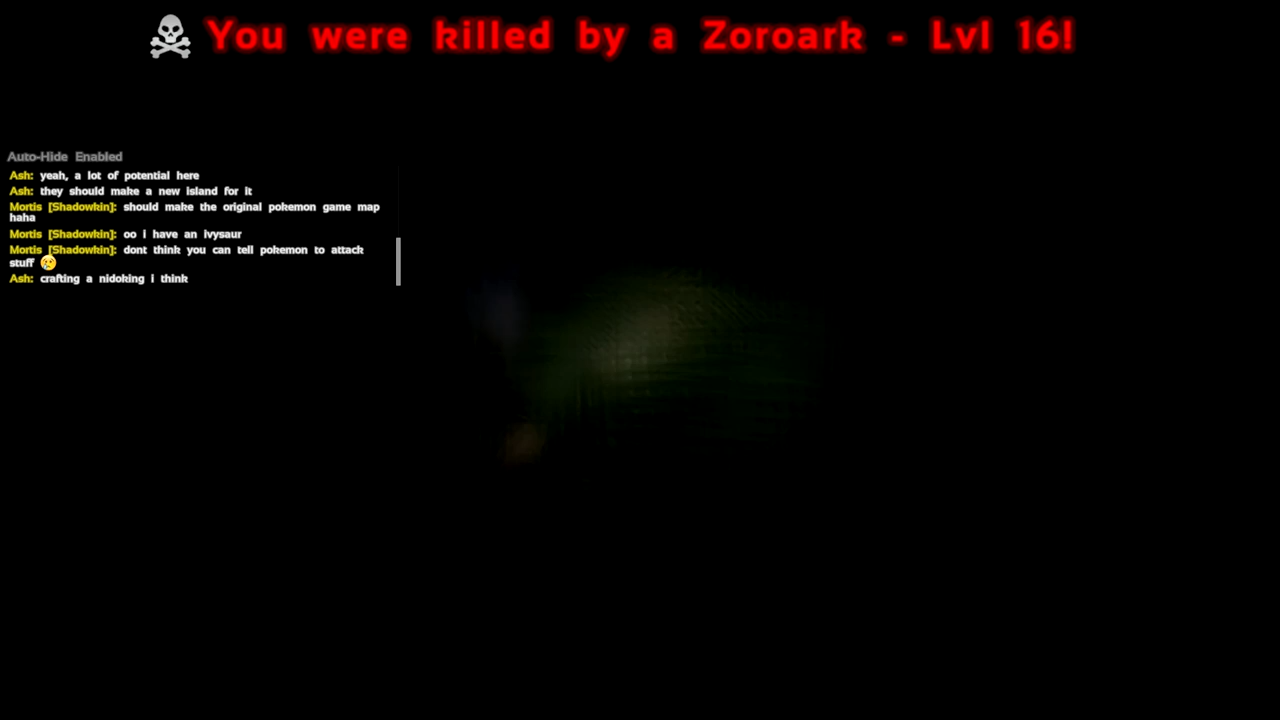 You were killed by a Zoroark - Lvl 16!
Auto-Hide Enabled
Ash: yeah, a lot of potential here
Ash: they should make a new island for it
Mortis [Shadowkin]: should make the original pokemon game map
haha
Mortis [Shadowkin]: oo i have an ivysaur
Mortis [Shadowkin]: dont think you can tell pokemon to attack
stuff 😢
Ash: crafting a nidoking i think